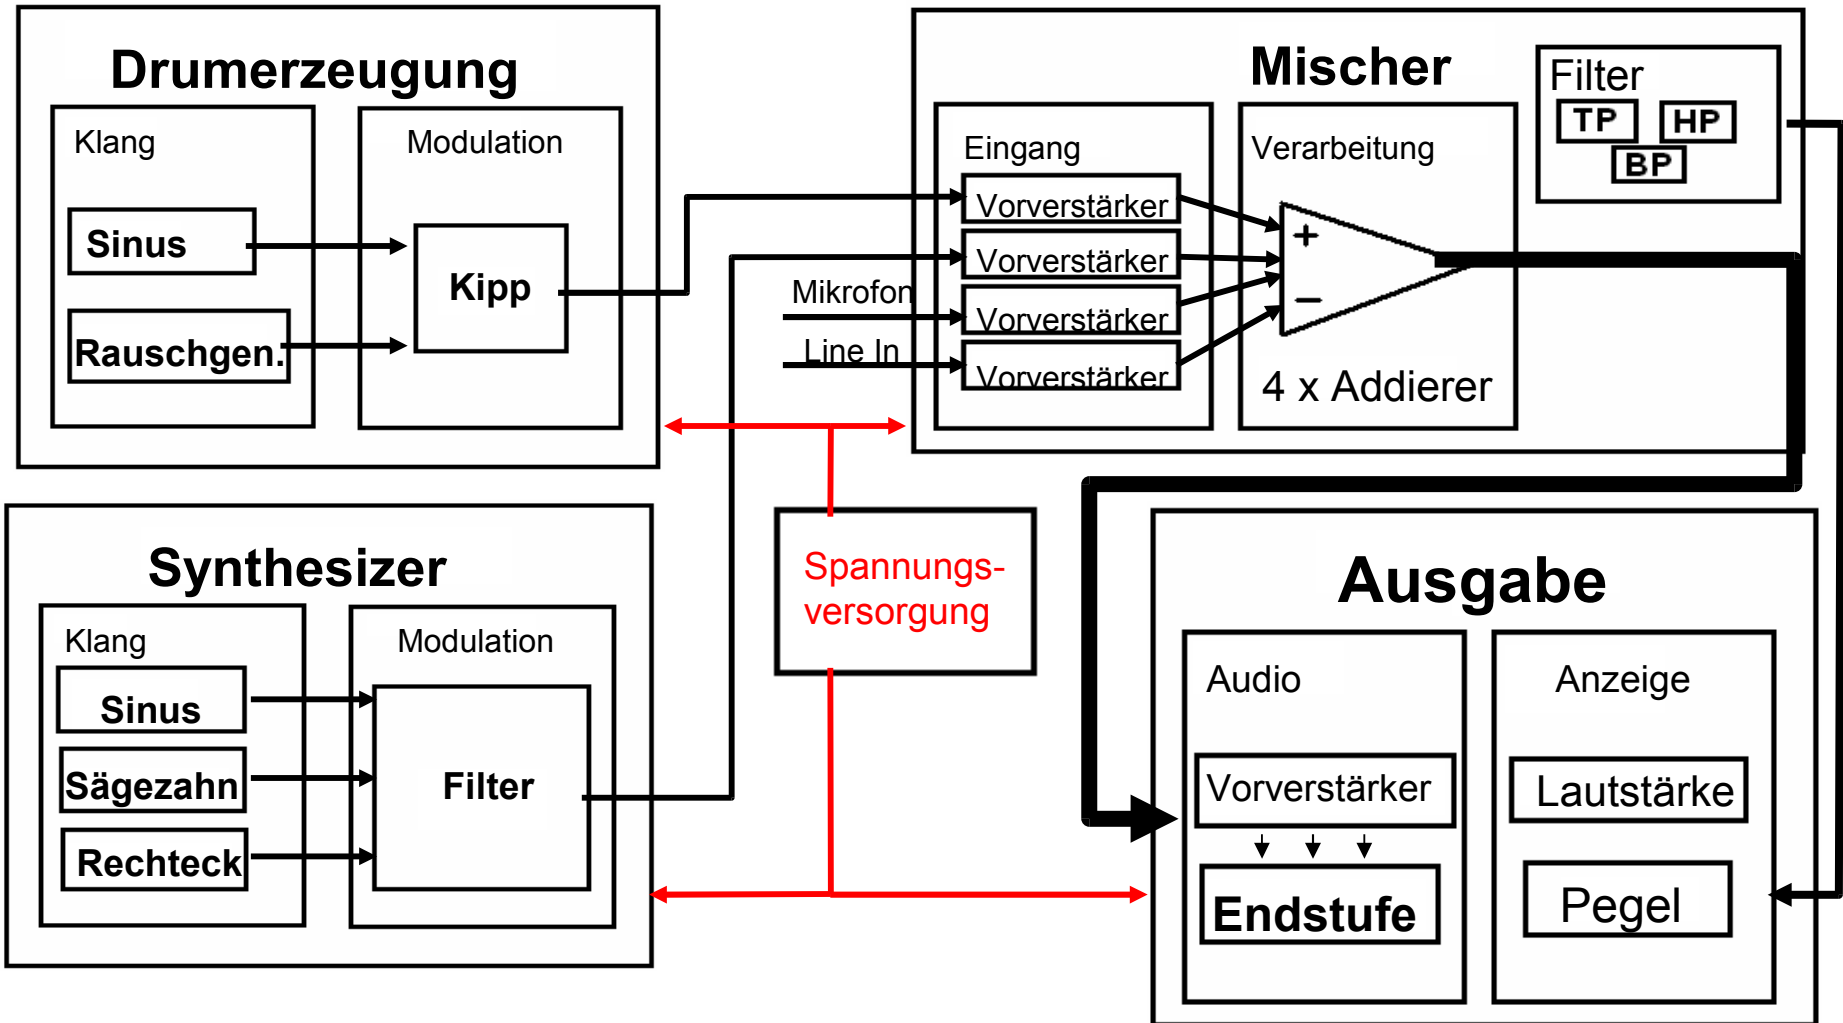 Drumerzeugung
Klang
Modulation
Sinus
Rauschgen.
Kipp
Mischer
Eingang
Vorverstärker
Vorverstärker
Vorverstärker
Vorverstärker
Mikrofon
Line In
Verarbeitung
+
−
4 x Addierer
Filter
TP
HP
BP
Synthesizer
Klang
Modulation
Sinus
Sägezahn
Rechteck
Filter
Spannungs-
versorgung
Ausgabe
Audio
Vorverstärker
Endstufe
Anzeige
Lautstärke
Pegel